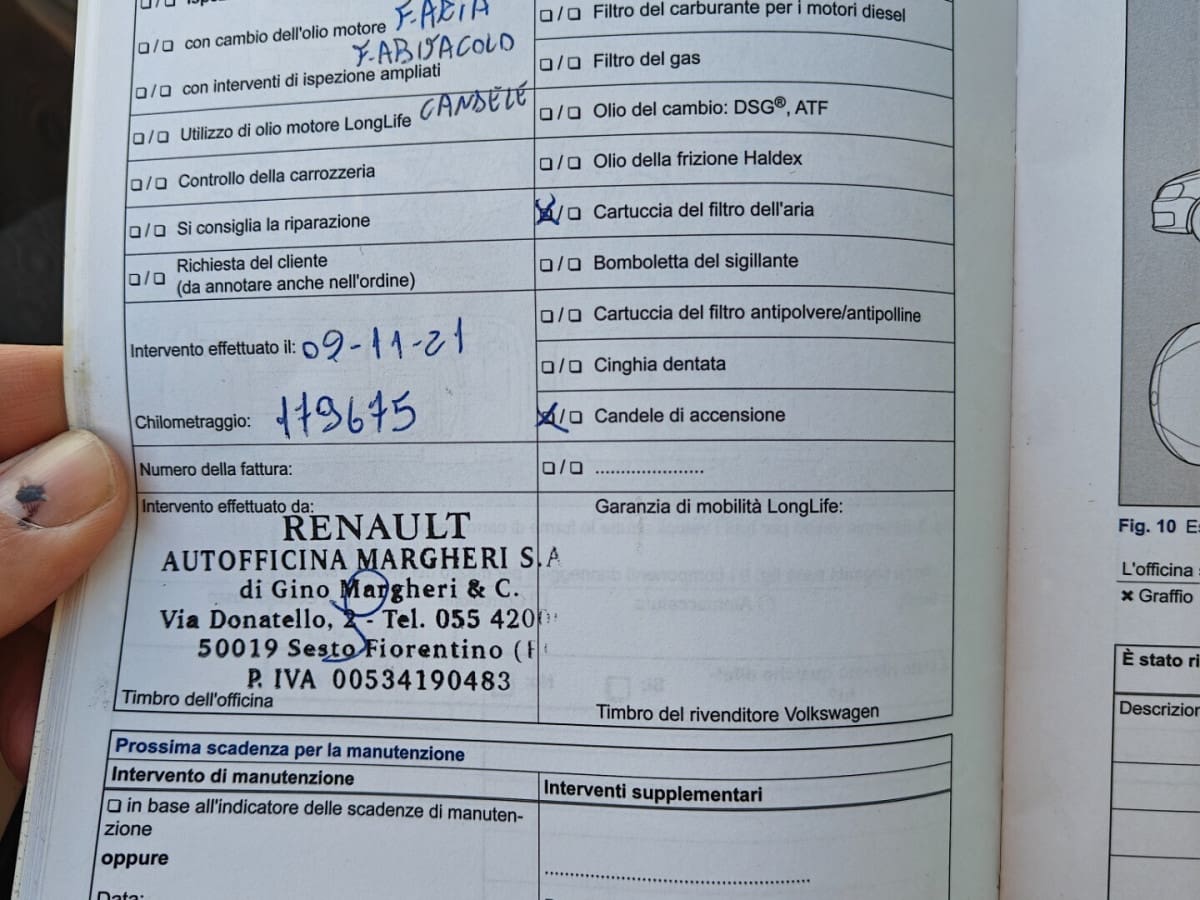 F.ARIA
❏/❏ con cambio dell'olio motore
F.ABITACOLO
❏/❏ con interventi di ispezione ampliati
CANDELE
❏/❏ Utilizzo di olio motore LongLife
❏/❏ Controllo della carrozzeria
❏/❏ Si consiglia la riparazione
❏/❏ Richiesta del cliente
(da annotare anche nell'ordine)
Intervento effettuato il: 09-11-21
Chilometraggio: 179675
Numero della fattura:
Intervento effettuato da:
RENAULT
AUTOFFICINA MARGHERI S.A
di Gino Margheri & C.
Via Donatello, 2 - Tel. 055 420
50019 Sesto Fiorentino (F
P. IVA 00534190483
Timbro dell'officina
❏/❏ Filtro del carburante per i motori diesel
❏/❏ Filtro del gas
❏/❏ Olio del cambio: DSG®, ATF
❏/❏ Olio della frizione Haldex
☒/❏ Cartuccia del filtro dell'aria
❏/❏ Bomboletta del sigillante
❏/❏ Cartuccia del filtro antipolvere/antipolline
❏/❏ Cinghia dentata
☒/❏ Candele di accensione
❏/❏ ......................
Garanzia di mobilità LongLife:
Timbro del rivenditore Volkswagen
Prossima scadenza per la manutenzione
Intervento di manutenzione
❏ in base all'indicatore delle scadenze di manuten-
zione
oppure
Data:
Interventi supplementari
Fig. 10
L'officina
✖ Graffio
È stato ri
Descrizion